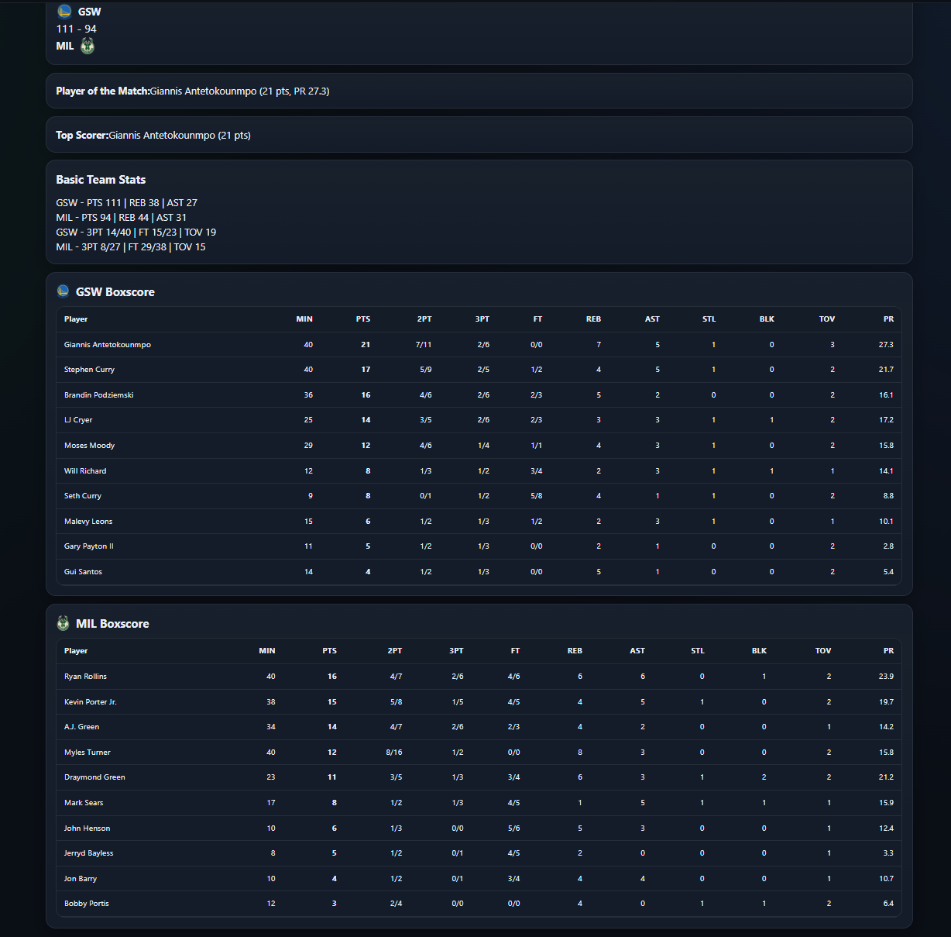 GSW
111 - 94
MIL
Player of the Match:Giannis Antetokounmpo (21 pts, PR 27.3)
Top Scorer:Giannis Antetokounmpo (21 pts)
Basic Team Stats
GSW - PTS 111 | REB 38 | AST 27
MIL - PTS 94 | REB 44 | AST 31
GSW - 3PT 14/40 | FT 15/23 | TOV 19
MIL - 3PT 8/27 | FT 29/38 | TOV 15
GSW Boxscore
Player MIN PTS 2PT 3PT FT REB AST STL BLK TOV PR
Giannis Antetokounmpo 40 21 7/11 2/6 0/0 7 5 1 0 3 27.3
Stephen Curry 40 17 5/9 2/5 1/2 4 5 1 0 2 21.7
Brandin Podziemski 36 16 4/6 2/6 2/3 5 2 0 0 2 16.1
LJ Cryer 25 14 3/5 2/6 2/3 3 3 1 1 2 17.2
Moses Moody 29 12 4/6 1/4 1/1 4 3 1 0 2 15.8
Will Richard 12 8 1/3 1/2 3/4 2 3 1 1 1 14.1
Seth Curry 9 8 0/1 1/2 5/8 4 1 1 0 2 8.8
Malevy Leons 15 6 1/2 1/3 1/2 2 3 1 0 1 10.1
Gary Payton II 11 5 1/2 1/3 0/0 2 1 0 0 2 2.8
Gui Santos 14 4 1/2 1/3 0/0 5 1 0 0 2 5.4
MIL Boxscore
Player MIN PTS 2PT 3PT FT REB AST STL BLK TOV PR
Ryan Rollins 40 16 4/7 2/6 4/6 6 6 0 1 2 23.9
Kevin Porter Jr. 38 15 5/8 1/5 4/5 4 5 1 0 2 19.7
A.J. Green 34 14 4/7 2/6 2/3 4 2 0 0 1 14.2
Myles Turner 40 12 8/16 1/2 0/0 8 3 0 0 2 15.8
Draymond Green 23 11 3/5 1/3 3/4 6 3 1 2 2 21.2
Mark Sears 17 8 1/2 1/3 4/5 1 5 1 1 1 15.9
John Henson 10 6 1/3 0/0 5/6 5 3 0 0 1 12.4
Jerryd Bayless 8 5 1/2 0/1 4/5 2 0 0 0 1 3.3
Jon Barry 10 4 1/2 0/1 3/4 4 4 0 0 1 10.7
Bobby Portis 12 3 2/4 0/0 0/0 4 0 1 1 2 6.4